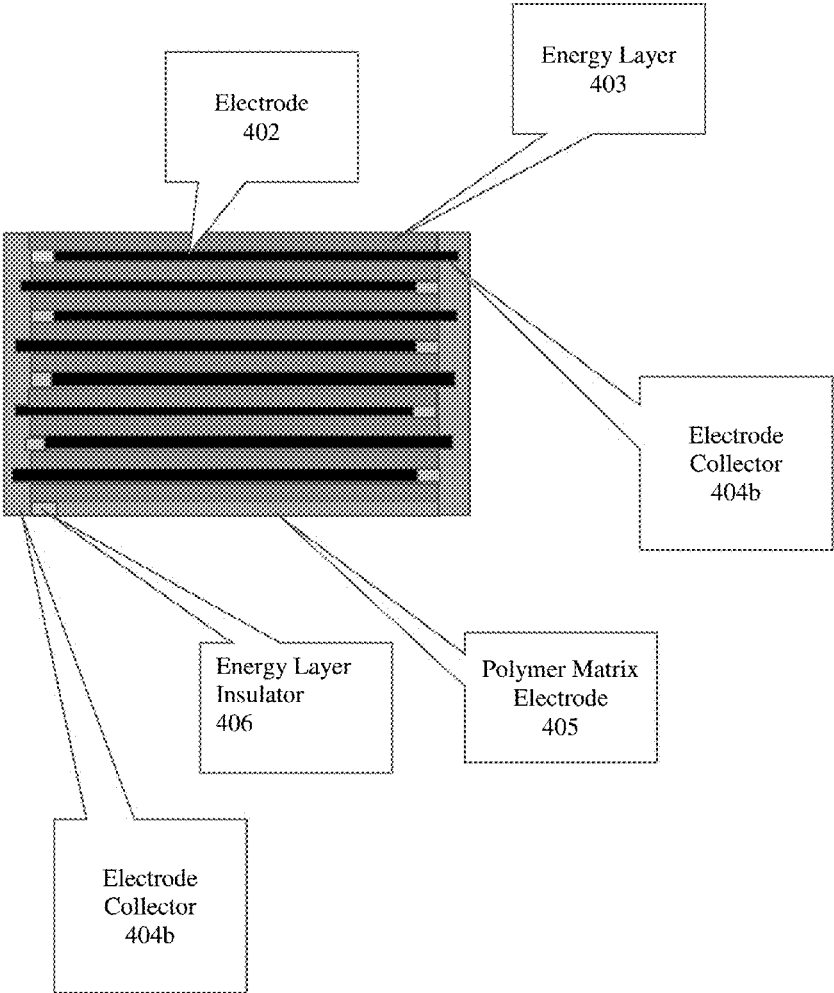 Energy Layer
403
Electrode
402
Electrode
Collector
404b
Energy Layer
Insulator
406
Polymer Matrix
Electrode
405
Electrode
Collector
404b